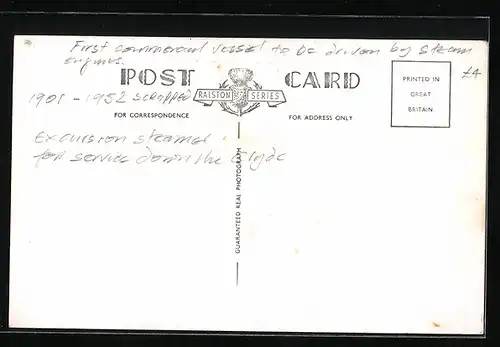 First commercial vessel to be driven by steam
engines.
£4
POST CARD
RALSTON SERIES
PRINTED IN
GREAT
BRITAIN
1901 - 1952 scrapped
FOR CORRESPONDENCE
FOR ADDRESS ONLY
Excursion steamer
for service down the Clyde
GUARANTEED REAL PHOTOGRAPH